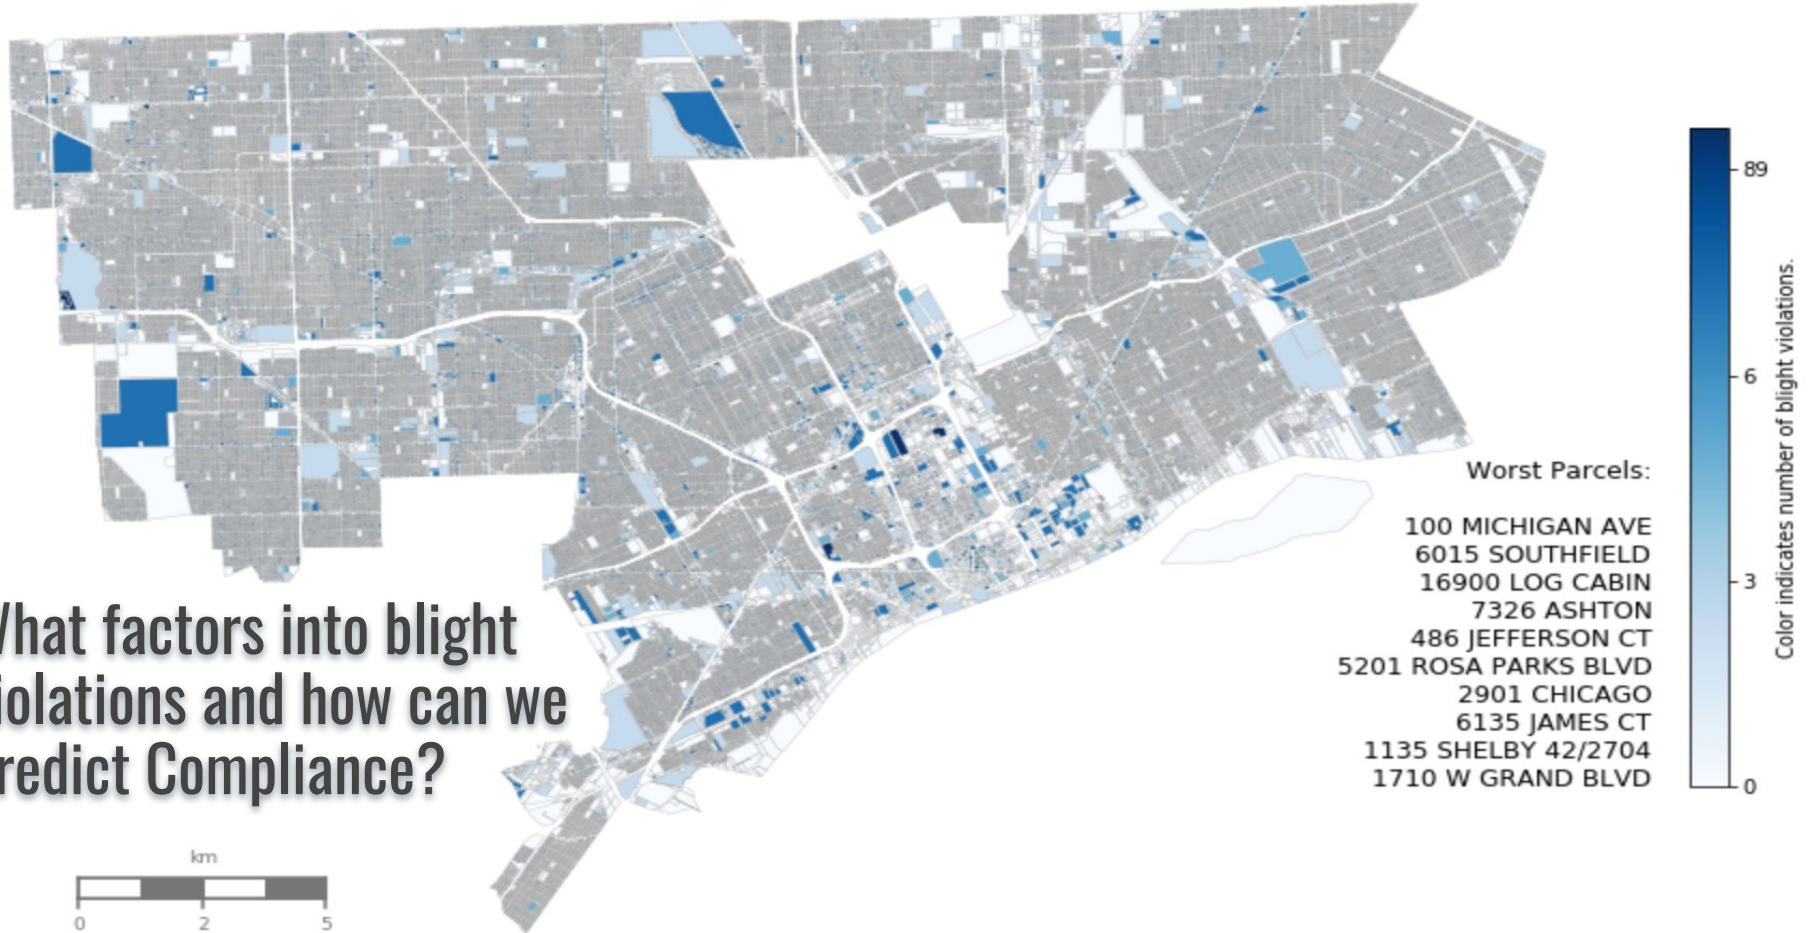 89
6
3
0
Color indicates number of blight violations.
Worst Parcels:
100 MICHIGAN AVE
6015 SOUTHFIELD
16900 LOG CABIN
7326 ASHTON
486 JEFFERSON CT
5201 ROSA PARKS BLVD
2901 CHICAGO
6135 JAMES CT
1135 SHELBY 42/2704
1710 W GRAND BLVD
hat factors into blight
iolations and how can we
redict Compliance?
km
0 2 5